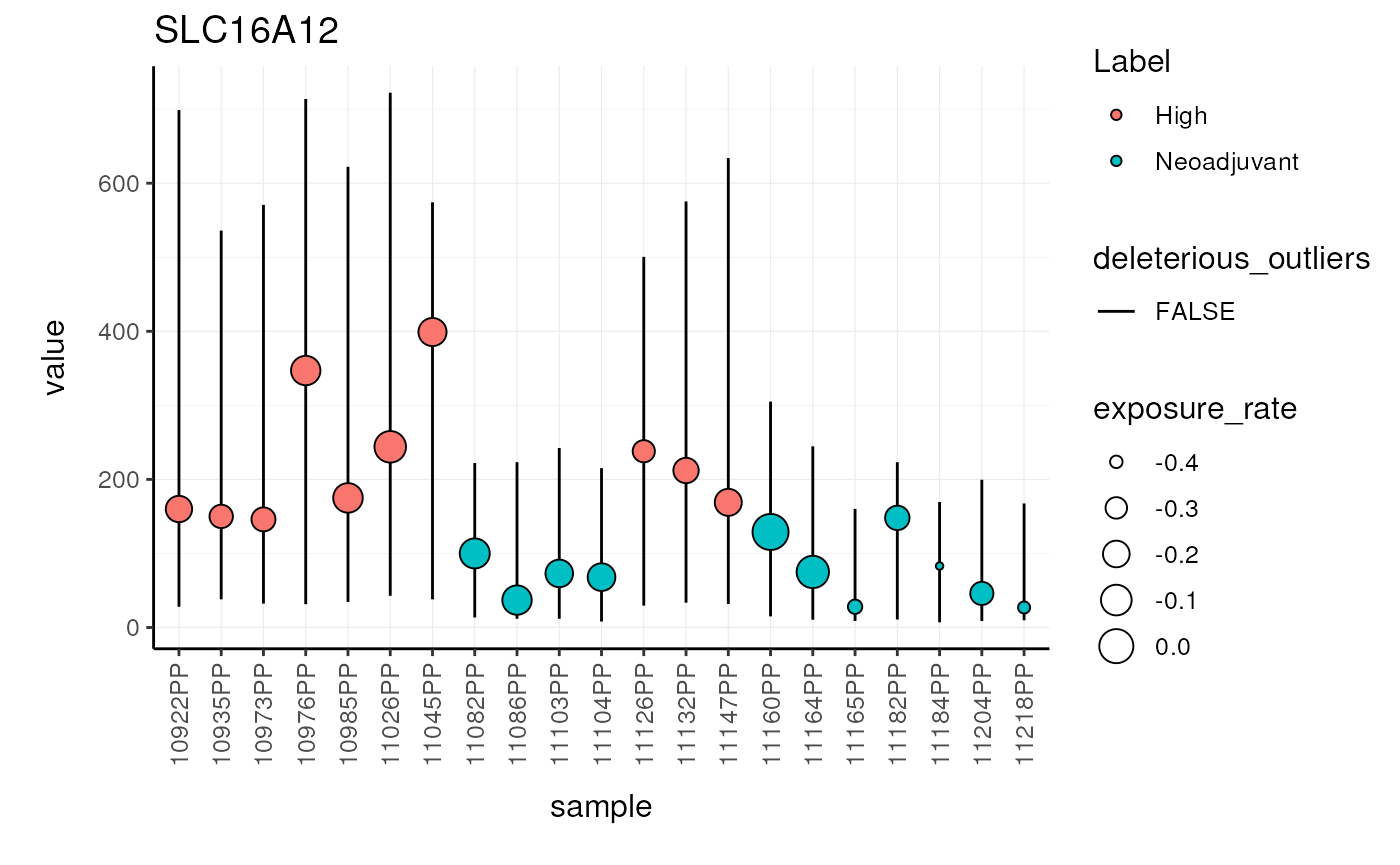 SLC16A12
value
600
400
200
0
10922PP
10935PP
10973PP
10976PP
10985PP
11026PP
11045PP
11082PP
11086PP
11103PP
11104PP
11126PP
11132PP
11147PP
11160PP
11164PP
11165PP
11182PP
11184PP
11204PP
11218PP
sample
Label
High
Neoadjuvant
deleterious_outliers
FALSE
exposure_rate
-0.4
-0.3
-0.2
-0.1
0.0